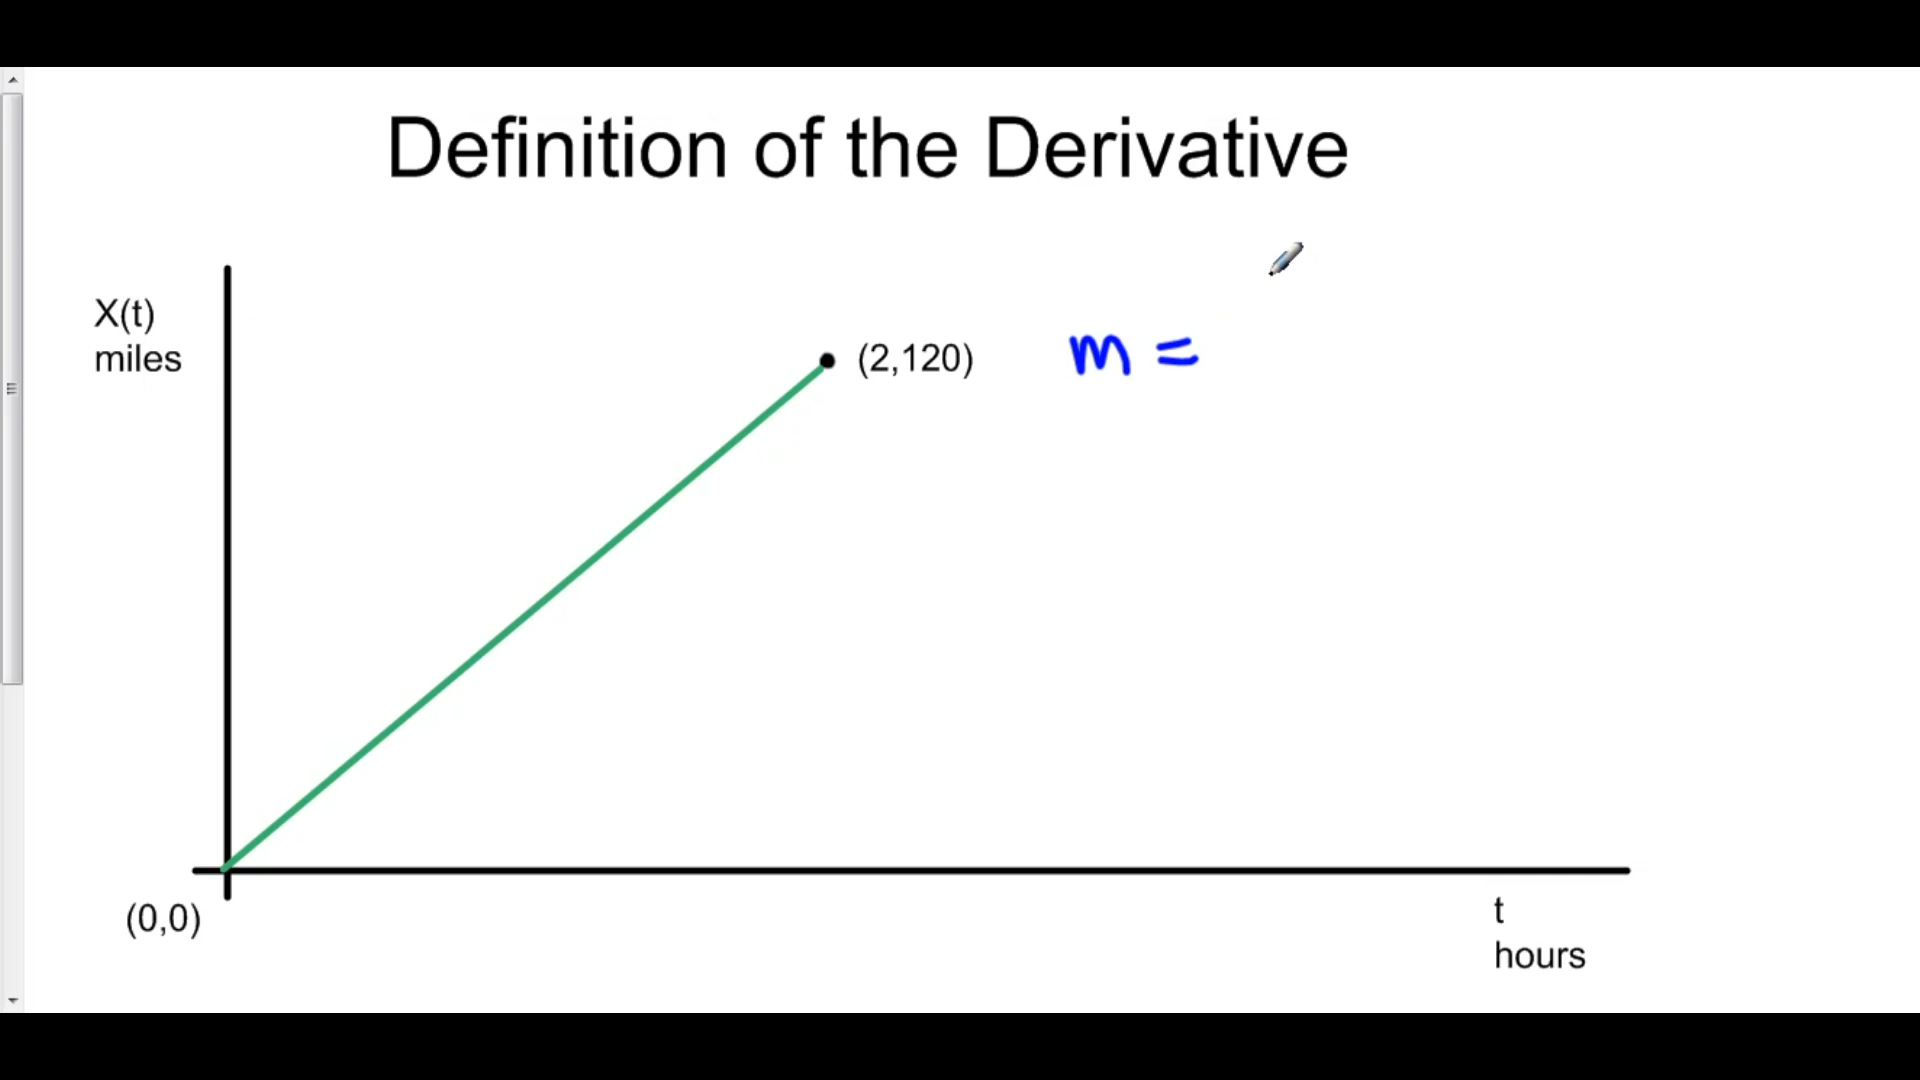 Definition of the Derivative
X(t)
miles
(2,120)
m =
(0,0)
t
hours